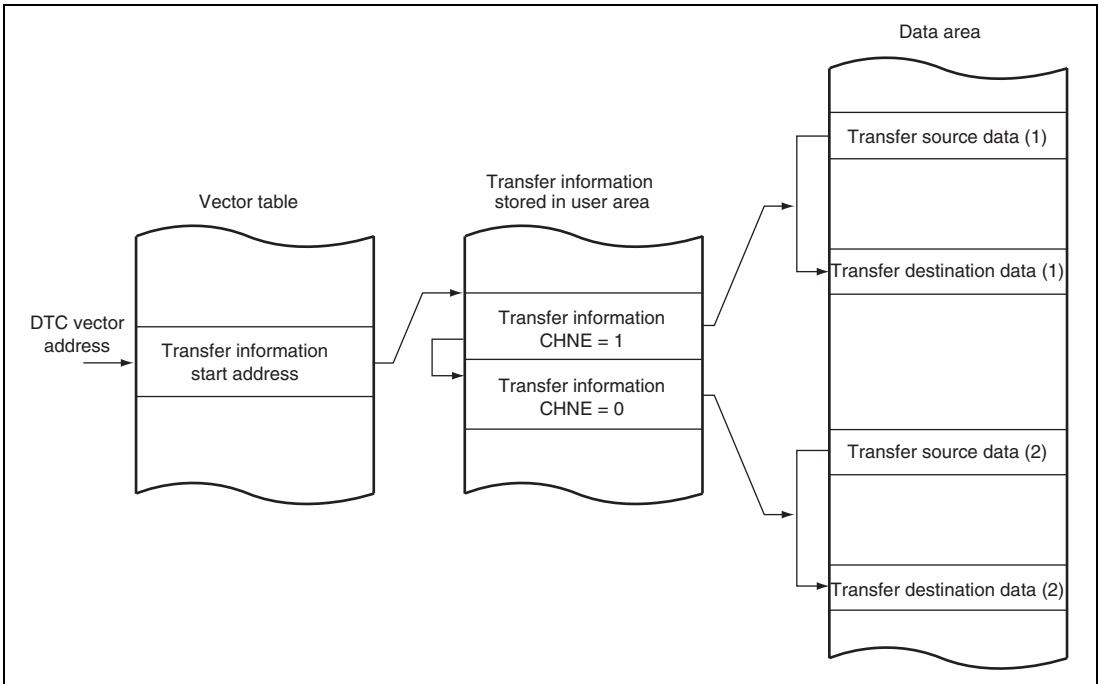 Data area
Transfer source data (1)
Transfer destination data (1)
Transfer source data (2)
Transfer destination data (2)
Transfer information
stored in user area
Transfer information
CHNE = 1
Transfer information
CHNE = 0
Vector table
Transfer information
start address
DTC vector
address